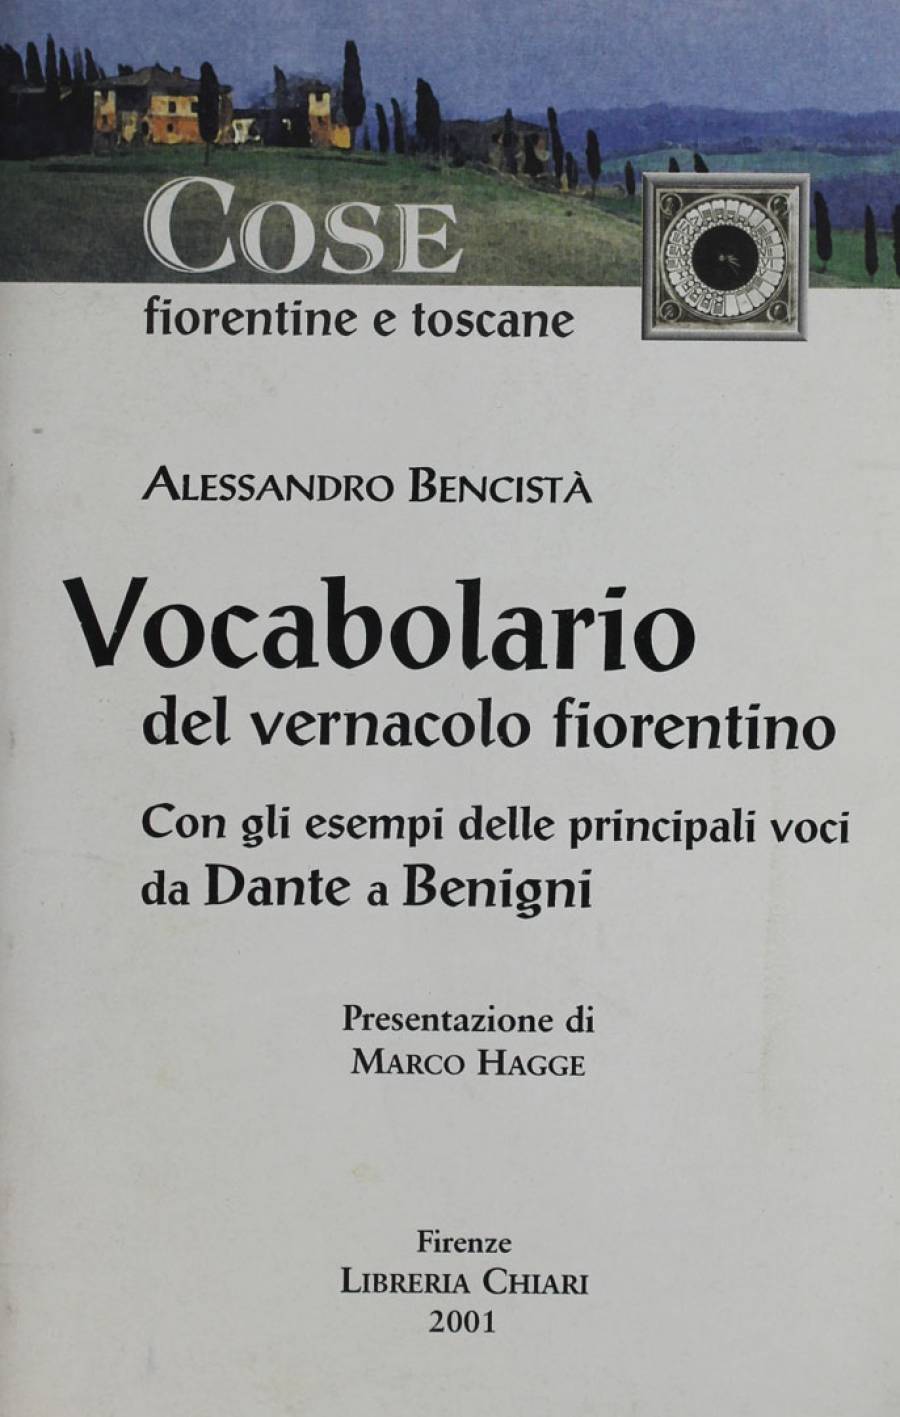 COSE
fiorentine e toscane
ALESSANDRO BENCISTÀ
Vocabolario
del vernacolo fiorentino
Con gli esempi delle principali voci
da Dante a Benigni
Presentazione di
MARCO HAGGE
Firenze
LIBRERIA CHIARI
2001